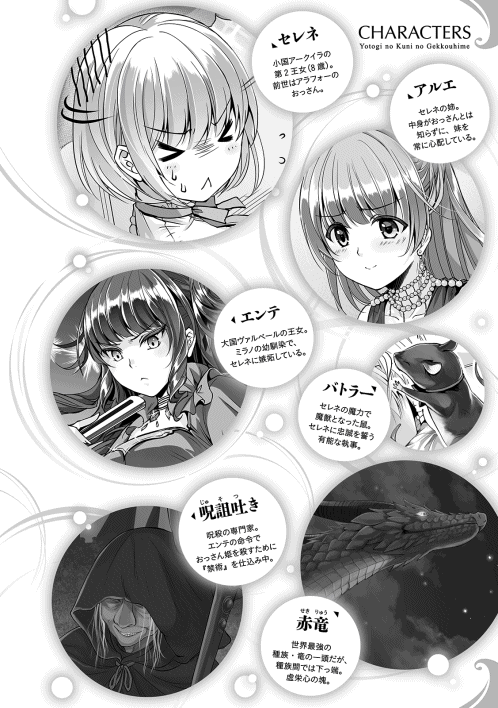 CHARACTERS
Yotogi no Kuni no Gekkouhime
セレネ
小国アークイラの
第2王女(8歳)。
前世はアラフォーの
おっさん。
アルエ
セレネの姉。
中身がおっさんとは
知らずに、妹を
常に心配している。
エンテ
大国ヴァルベールの王女。
ミラノの幼馴染で、
セレネに嫉妬している。
バトラー
セレネの魔力で
魔獣となった鼠。
セレネに忠誠を誓う
有能な執事。
じゅ そ つ
呪詛吐き
呪殺の専門家。
エンテの命令で
おっさん姫を殺すために
『禁術』を仕込み中。
せき りゅう
赤竜
世界最強の
種族・竜の一頭だが、
種族間では下っ端。
虚栄心の塊。